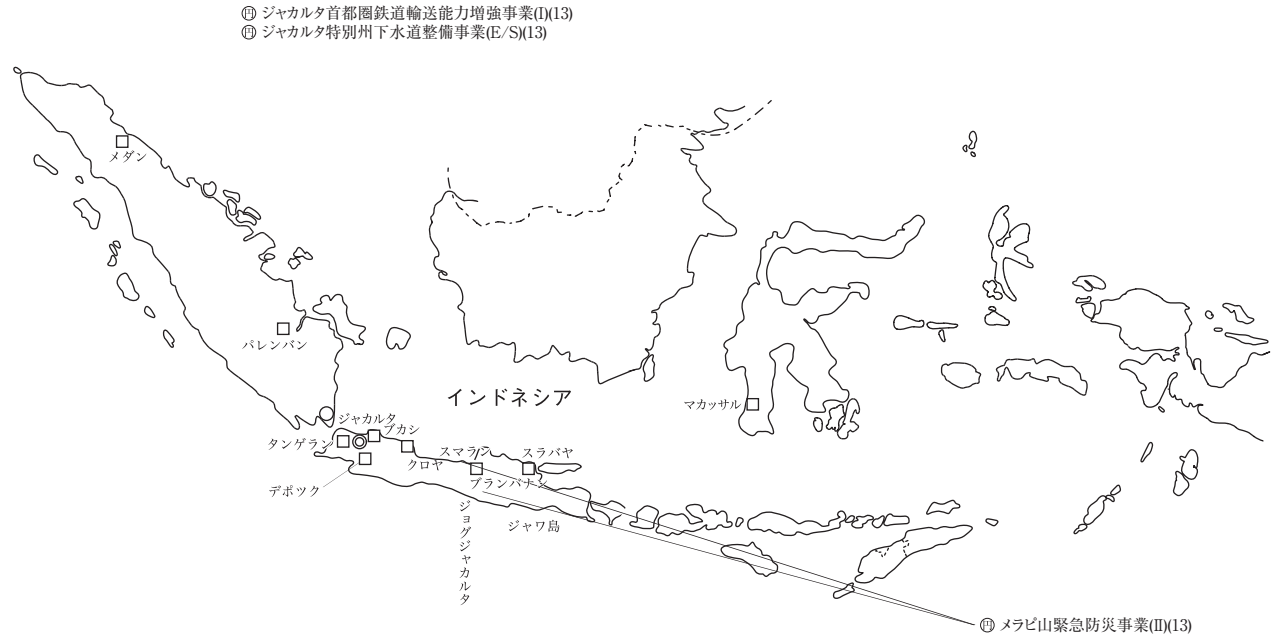 ㊒ ジャカルタ首都圏鉄道輸送能力増強事業(I)(13)
㊒ ジャカルタ特別州下水道整備事業(E/S)(13)
メダン
パレンバン
インドネシア
マカッサル
ジャカルタ
ブカシ
タンゲラン
クロヤ
スマラン
スラバヤ
デポック
プランバナン
ジョグジャカルタ
ジャワ島
円 メラピ山緊急防災事業(II)(13)